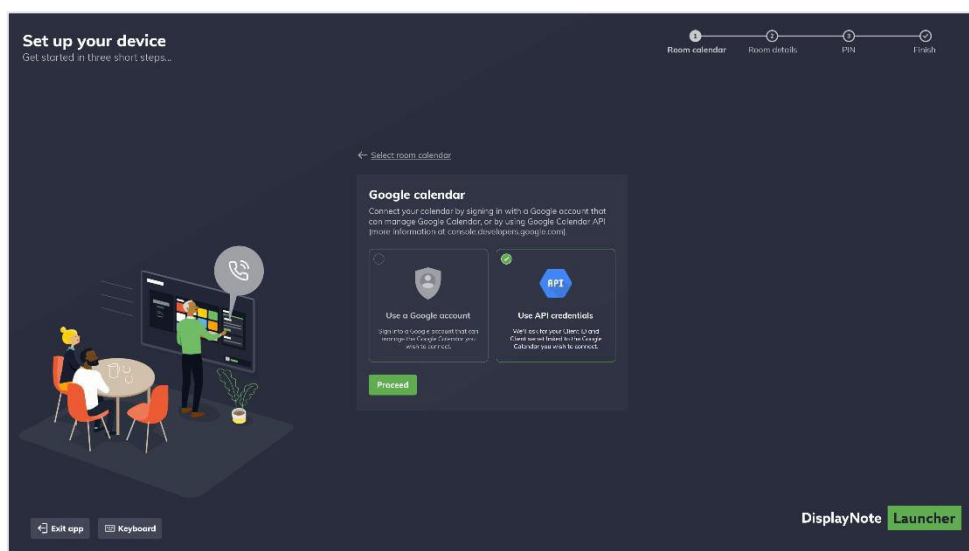 Set up your device
Get started in three short steps...
1
2
3
Room calendar
Room details
PIN
Finish
Select room calendar
Google calendar
Connect your calendar by signing in with a Google account that
can manage Google Calendar, or by using Google Calendar API
(more information at console.developers.google.com).
API
Use a Google account
Sign into a Google account that can
manage the Google Calendar you
wish to connect.
Use API credentials
We'll ask for your Client ID and
Client secret linked to the Google
Calendar you wish to connect.
Proceed
Exit app
Keyboard
DisplayNote Launcher